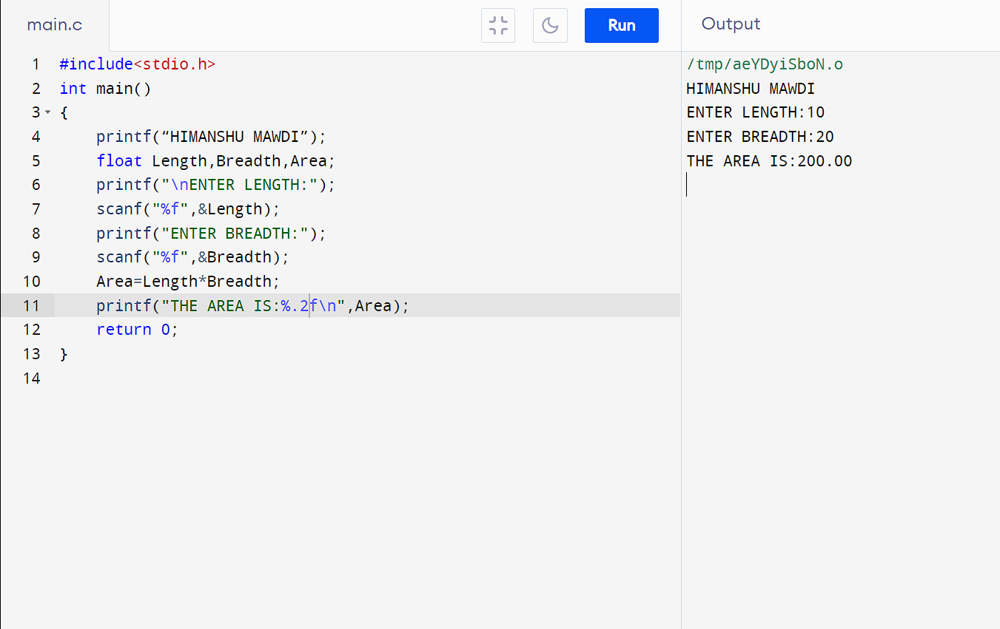 main.c
Run
Output
1 #include<stdio.h>
2 int main()
3 {
4     printf(“HIMANSHU MAWDI”);
5     float Length,Breadth,Area;
6     printf("\nENTER LENGTH:");
7     scanf("%f",&Length);
8     printf("ENTER BREADTH:");
9     scanf("%f",&Breadth);
10     Area=Length*Breadth;
11     printf("THE AREA IS:%.2f\n",Area);
12     return 0;
13 }
14
/tmp/aeYDyiSboN.o
HIMANSHU MAWDI
ENTER LENGTH:10
ENTER BREADTH:20
THE AREA IS:200.00